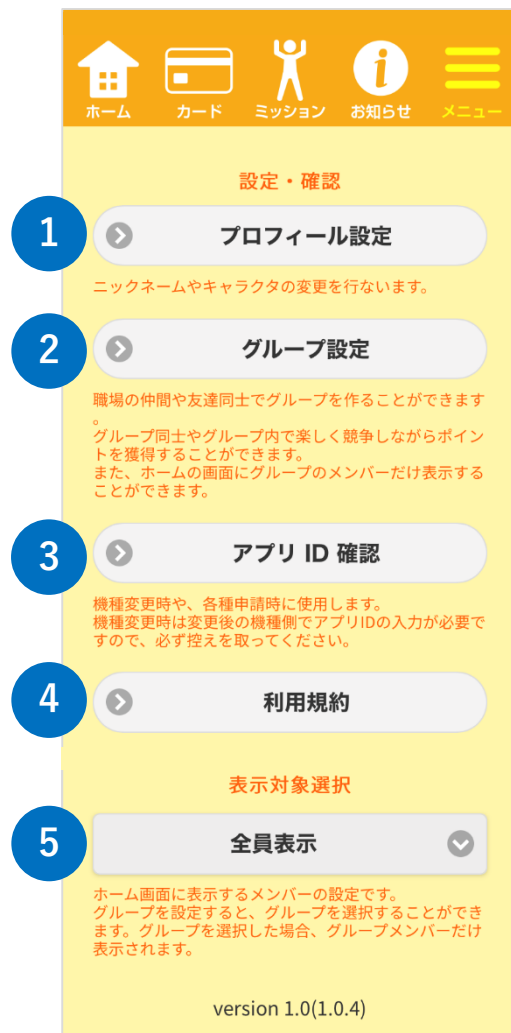 ホーム カード ミッション お知らせ メニュー
設定・確認
1
プロフィール設定
ニックネームやキャラクタの変更を行ないます。
2
グループ設定
職場の仲間や友達同士でグループを作ることができます
。
グループ同士やグループ内で楽しく競争しながらポイン
トを獲得することができます。
また、ホームの画面にグループのメンバーだけ表示する
ことができます。
3
アプリ ID 確認
機種変更時や、各種申請時に使用します。
機種変更時は変更後の機種側でアプリIDの入力が必要で
すので、必ず控えを取ってください。
4
利用規約
表示対象選択
5
全員表示
ホーム画面に表示するメンバーの設定です。
グループを設定すると、グループを選択することができ
ます。グループを選択した場合、グループメンバーだけ
表示されます。
version 1.0(1.0.4)